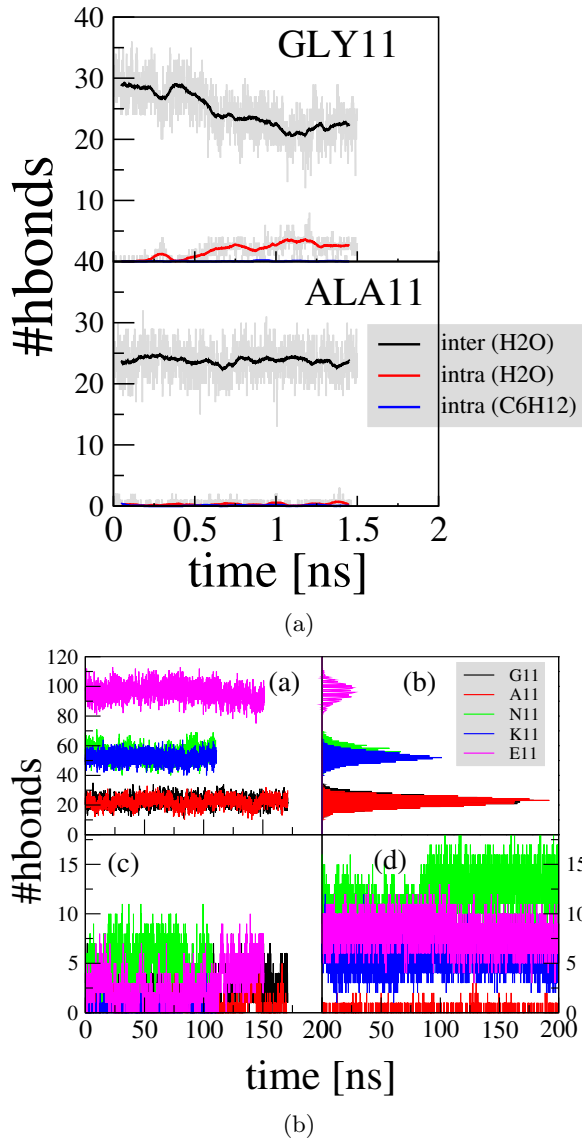 40
GLY11
30
20
10
#hbonds
40
ALA11
30
inter (H2O)
intra (H2O)
intra (C6H12)
20
10
0
0 0.5 1 1.5 2
time [ns]
(a)
120
100
80
60
40
20
0
(a)
(b)
G11
A11
N11
K11
E11
#hbonds
15
10
5
0
(c)
(d)
15
10
5
0
0 50 100 150 200 50 100 150 200
time [ns] time [ns]
(b)